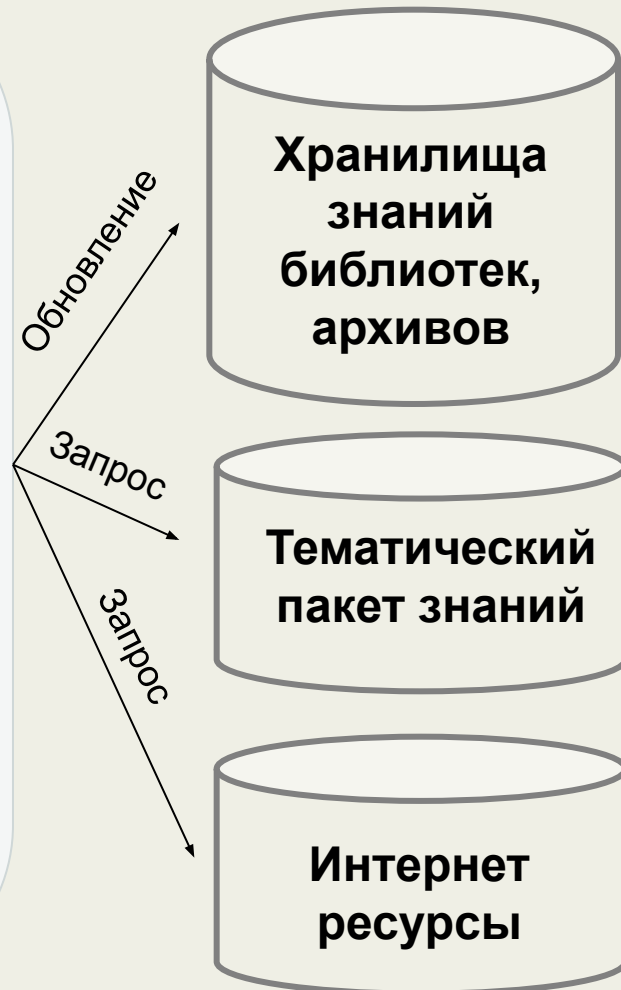 Обновление
Хранилища
знаний
библиотек,
архивов
Запрос
Тематический
пакет знаний
Запрос
Интернет
ресурсы